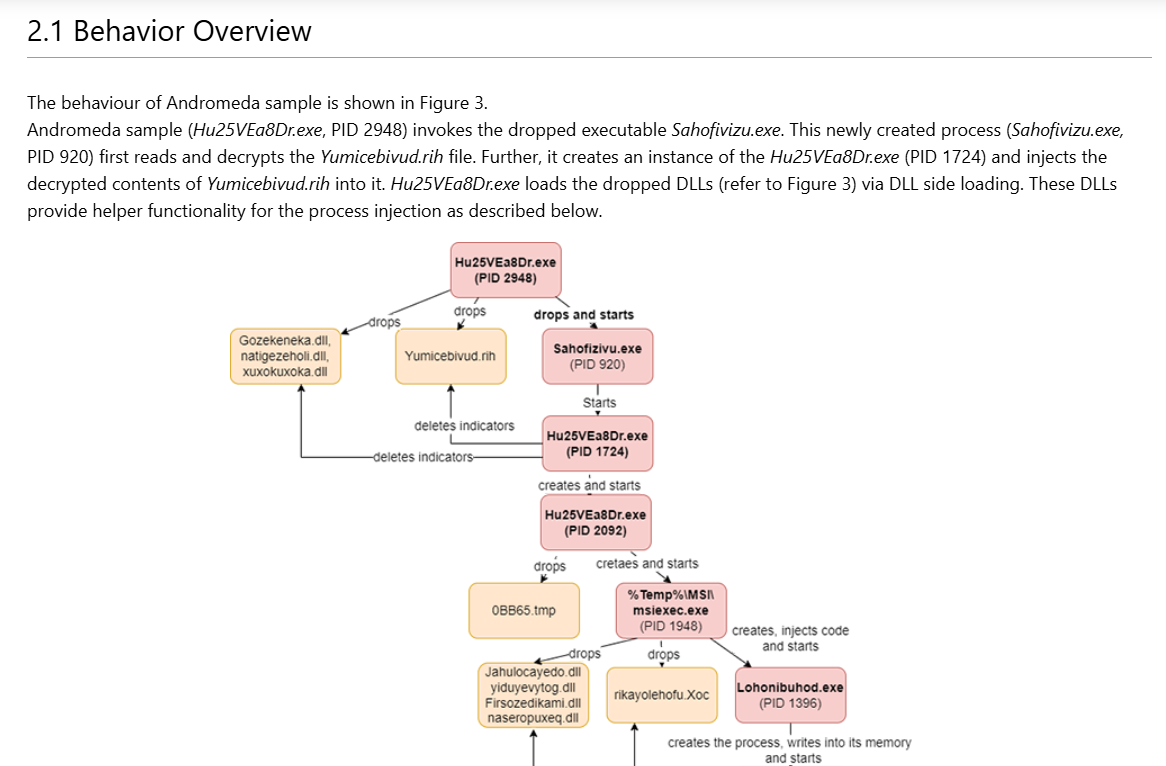 2.1 Behavior Overview
The behaviour of Andromeda sample is shown in Figure 3.
Andromeda sample (Hu25VEa8Dr.exe, PID 2948) invokes the dropped executable Sahofivizu.exe. This newly created process (Sahofivizu.exe,
PID 920) first reads and decrypts the Yumicebivud.rih file. Further, it creates an instance of the Hu25VEa8Dr.exe (PID 1724) and injects the
decrypted contents of Yumicebivud.rih into it. Hu25VEa8Dr.exe loads the dropped DLLs (refer to Figure 3) via DLL side loading. These DLLs
provide helper functionality for the process injection as described below.
Hu25VEa8Dr.exe
(PID 2948)
drops
drops
drops and starts
Gozekeneka.dll,
natigezeholi.dll,
xuxokuxoka.dll
Yumicebivud.rih
Sahofizivu.exe
(PID 920)
Starts
deletes indicators
Hu25VEa8Dr.exe
(PID 1724)
deletes indicators
creates and starts
Hu25VEa8Dr.exe
(PID 2092)
drops
cretaes and starts
0BB65.tmp
%Temp%\MSI\
msiexec.exe
(PID 1948)
creates, injects code
and starts
drops
drops
Jahulocayedo.dll
yiduyevytog.dll
Firsozedikami.dll
naseropuxeq.dll
rikayolehofu.Xoc
Lohonibuhod.exe
(PID 1396)
creates the process, writes into its memory
and starts